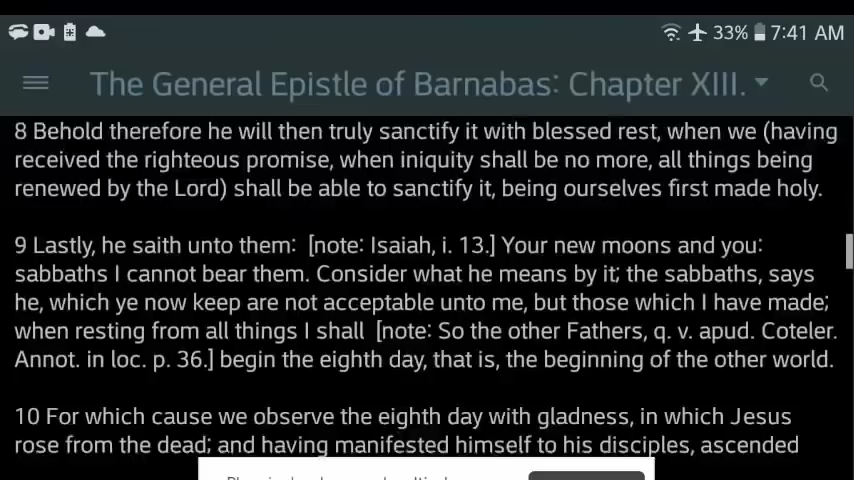 33% 7:41 AM
The General Epistle of Barnabas: Chapter XIII.
8 Behold therefore he will then truly sanctify it with blessed rest, when we (having
received the righteous promise, when iniquity shall be no more, all things being
renewed by the Lord) shall be able to sanctify it, being ourselves first made holy.
9 Lastly, he saith unto them: [note: Isaiah, i. 13.] Your new moons and you:
sabbaths I cannot bear them. Consider what he means by it; the sabbaths, says
he, which ye now keep are not acceptable unto me, but those which I have made;
when resting from all things I shall [note: So the other Fathers, q. v. apud. Coteler.
Annot. in loc. p. 36.] begin the eighth day, that is, the beginning of the other world.
10 For which cause we observe the eighth day with gladness, in which Jesus
rose from the dead; and having manifested himself to his disciples, ascended